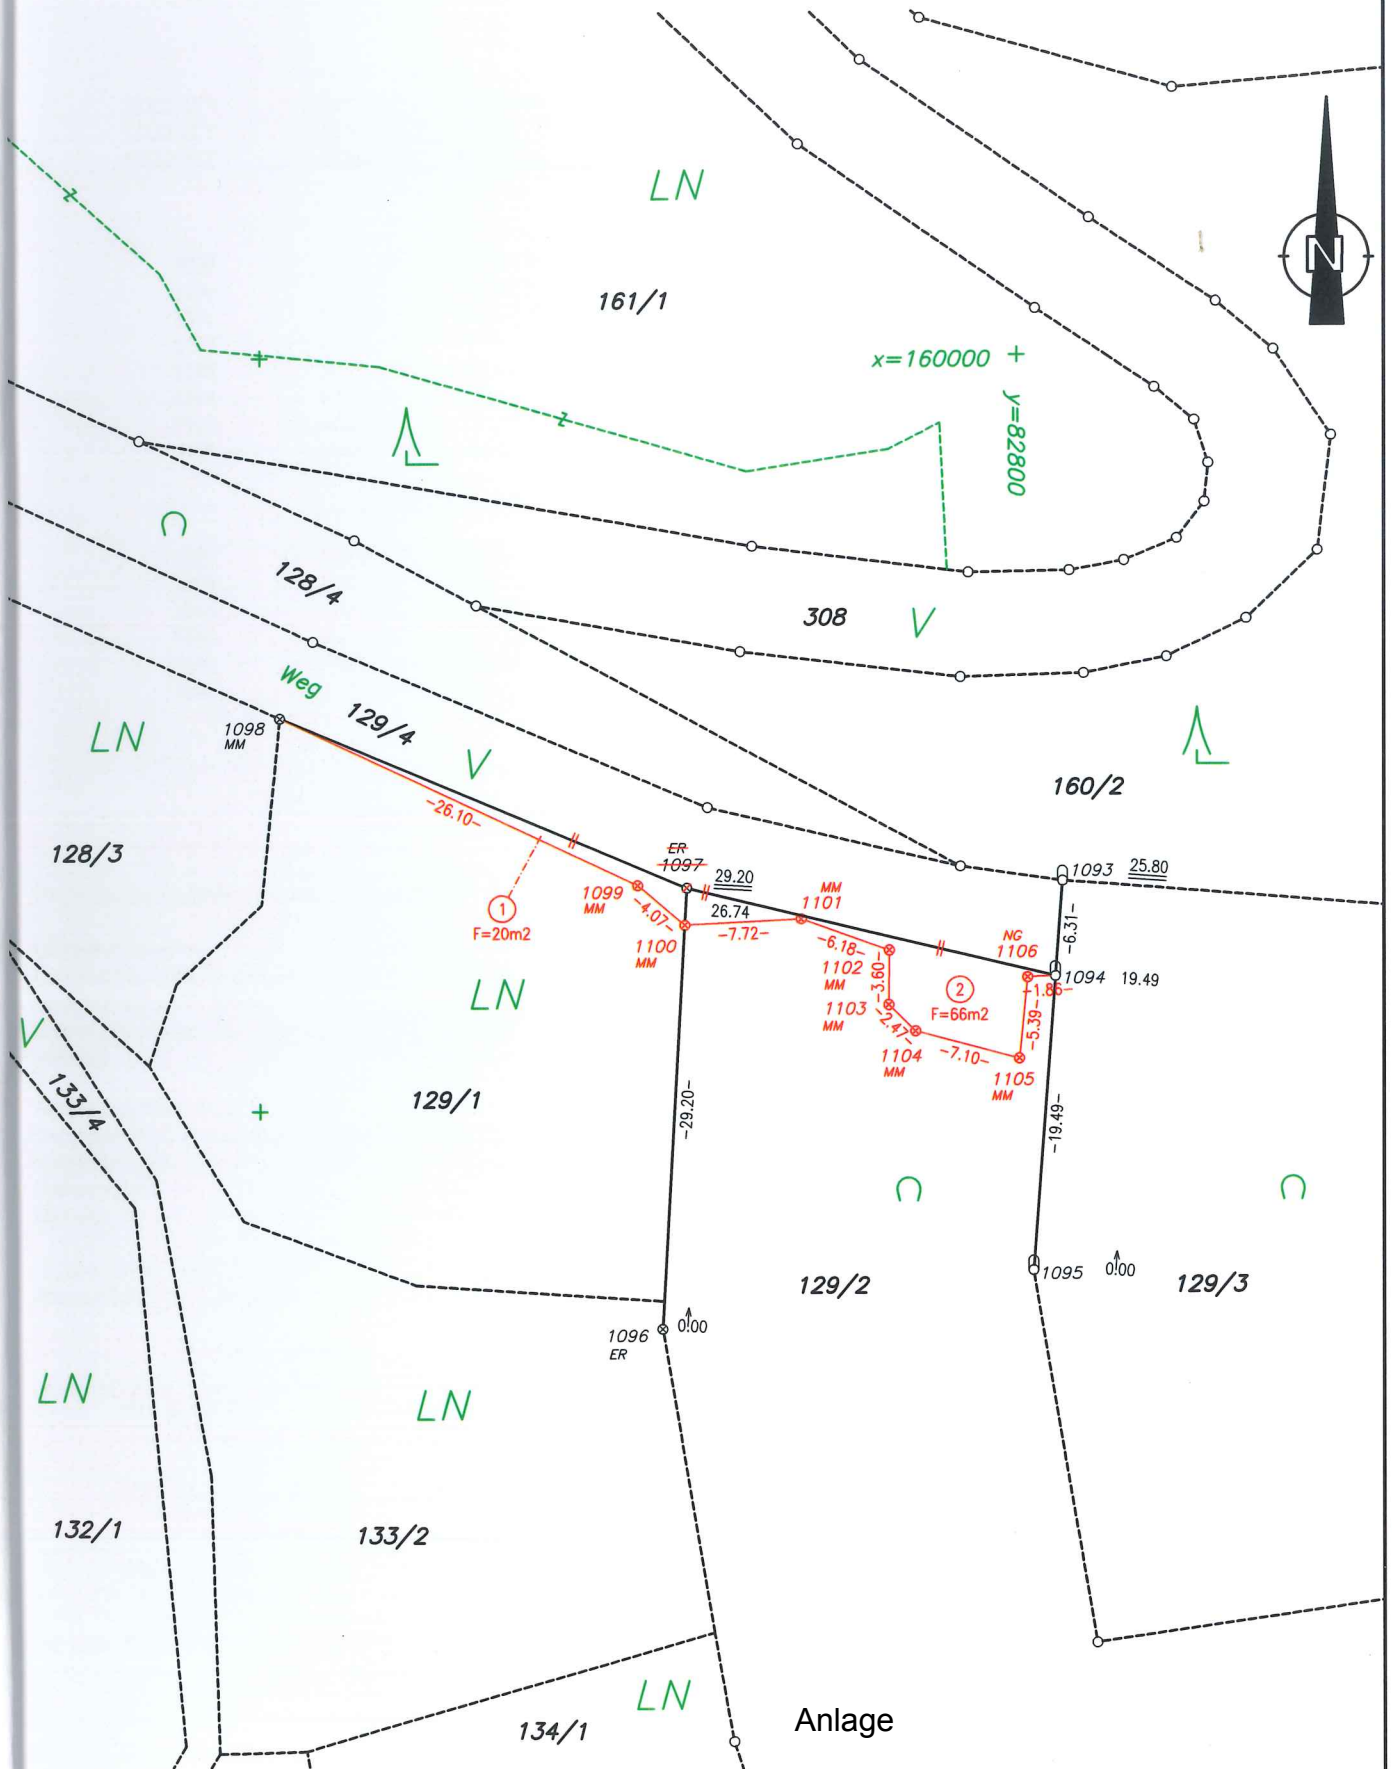 LN
161/1
N
x=160000
y=82800
128/4
308
V
Weg
129/4
LN
1098
MM
V
160/2
-26.10-
128/3
ER
1097
29.20
1093
25.80
1099
MM
-4.07-
26.74
MM
1101
1
F=20m2
1100
MM
-7.72-
-6.18-
-6.31-
NG
1106
1102
MM
-3.60-
2
F=66m2
1094
19.49
-1.86-
LN
1103
MM
-2.47-
-5.39-
V
1104
MM
-7.10-
1105
MM
133/4
129/1
-29.20-
-19.49-
129/2
1095
0.00
129/3
1096
ER
0.00
LN
LN
132/1
133/2
LN
134/1
Anlage